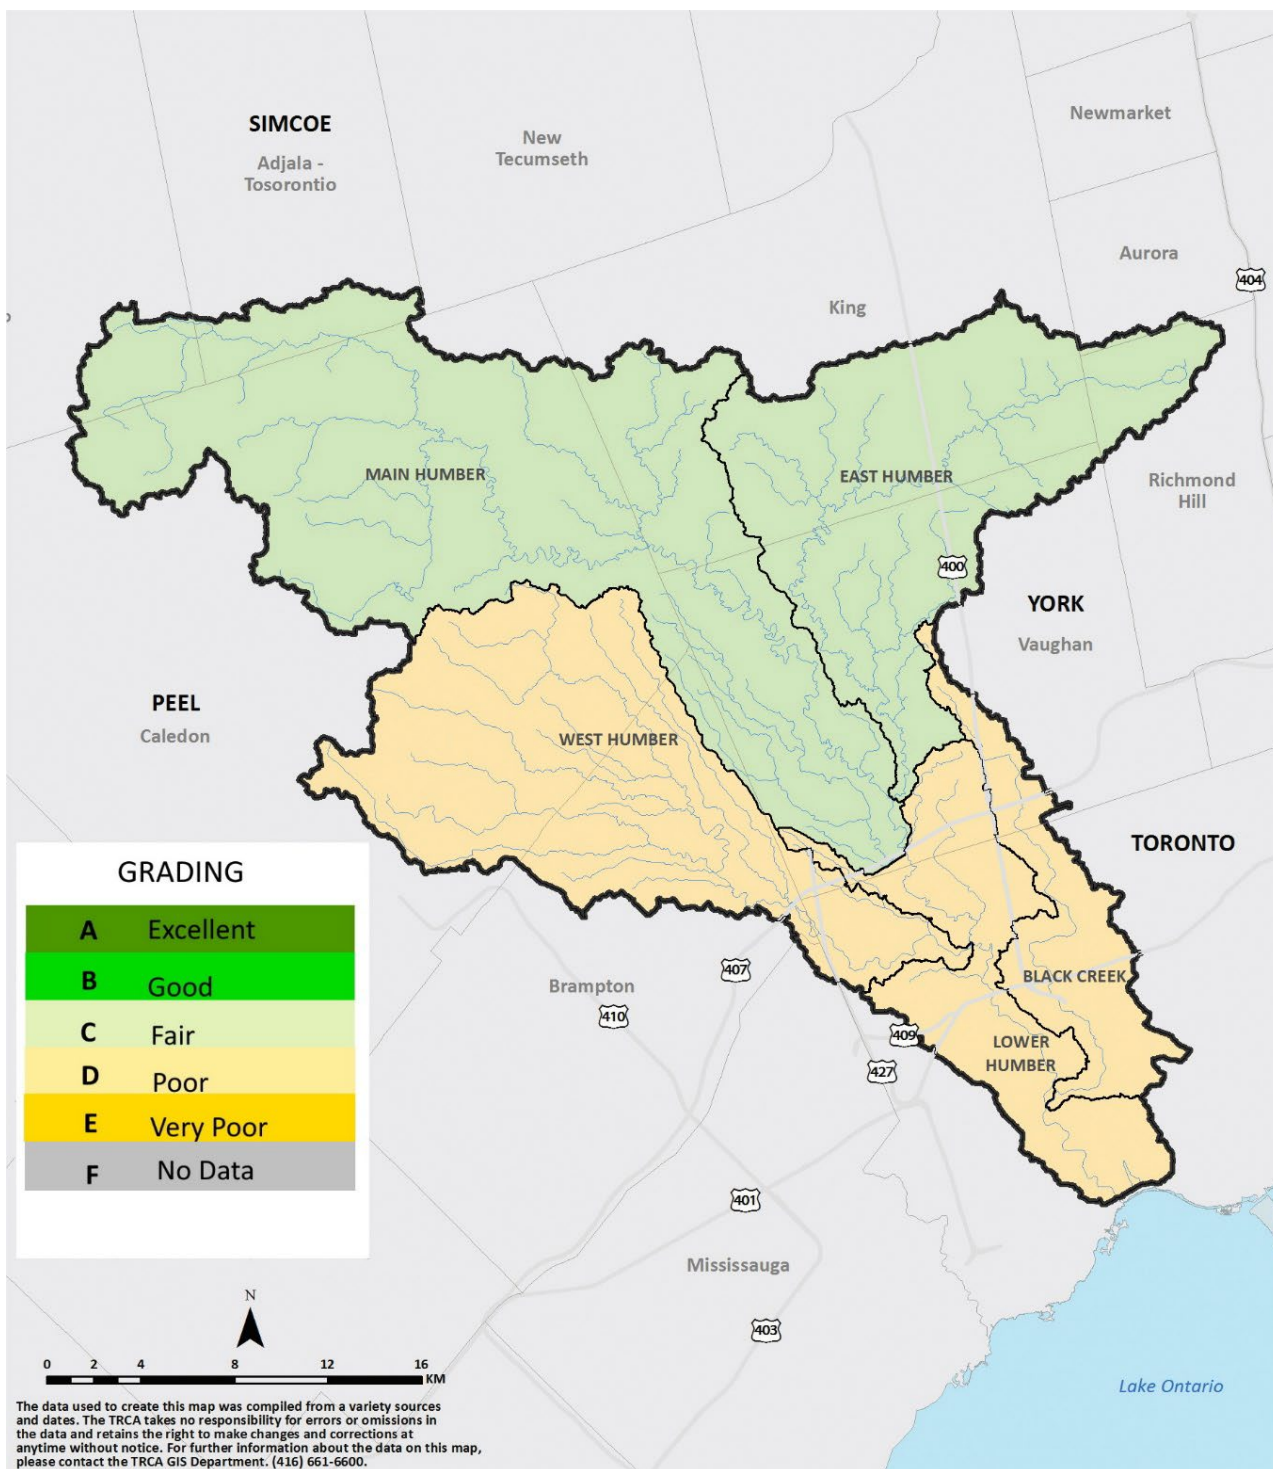 SIMCOE
Adjala -
Tosorontio
New
Tecumseth
Newmarket
Aurora
404
King
MAIN HUMBER
EAST HUMBER
Richmond
Hill
400
YORK
Vaughan
PEEL
Caledon
WEST HUMBER
TORONTO
GRADING
A Excellent
B Good
C Fair
D Poor
E Very Poor
F No Data
Brampton
407
410
BLACK CREEK
409
LOWER
HUMBER
427
401
Mississauga
403
N
0 2 4 8 12 16
KM
Lake Ontario
The data used to create this map was compiled from a variety sources
and dates. The TRCA takes no responsibility for errors or omissions in
the data and retains the right to make changes and corrections at
anytime without notice. For further information about the data on this map,
please contact the TRCA GIS Department. (416) 661-6600.